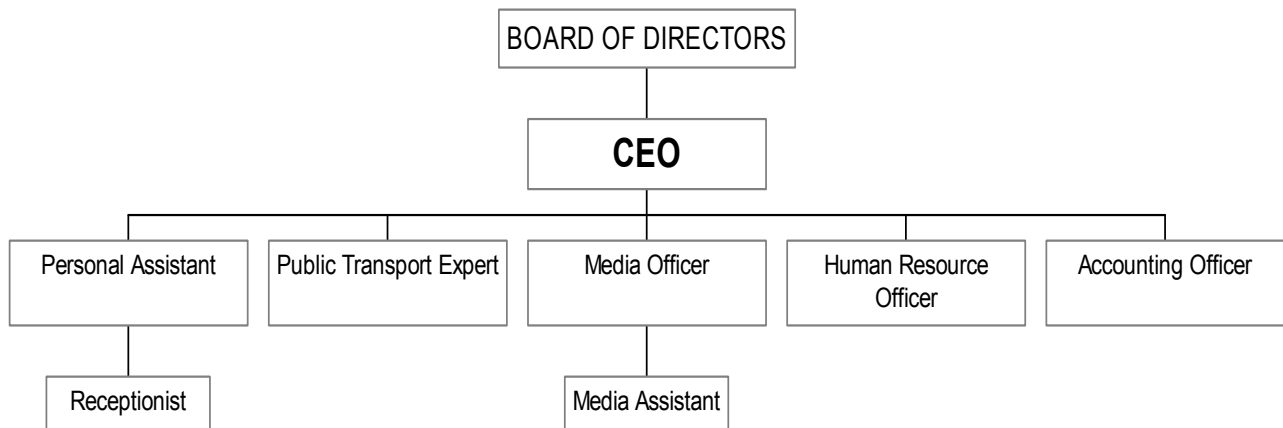 BOARD OF DIRECTORS
CEO
Personal Assistant
Public Transport Expert
Media Officer
Human Resource
Officer
Accounting Officer
Receptionist
Media Assistant